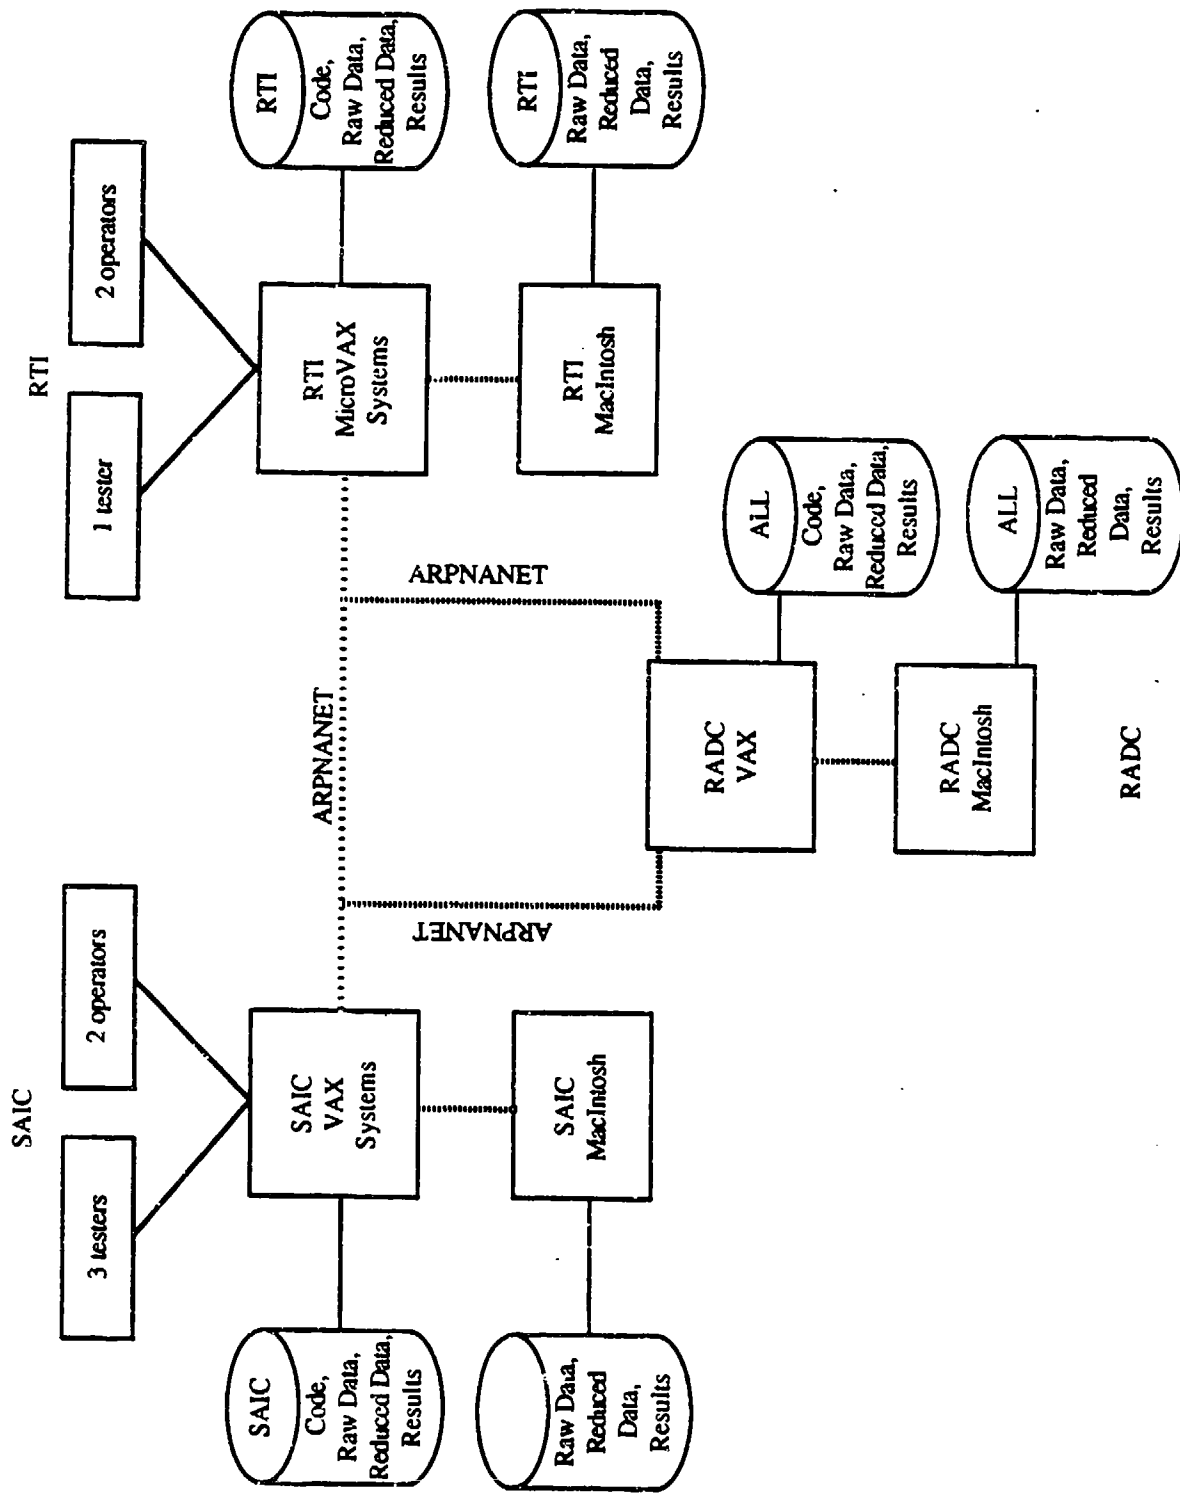 SAIC
RTI
3 testers
2 operators
1 tester
2 operators
SAIC
Code,
Raw Data,
Reduced Data,
Results
SAIC
VAX
Systems
ARPNANET
RTI
MicroVAX
Systems
RTI
Code,
Raw Data,
Reduced Data,
Results
ARPNANET
ARPNANET
Raw Data,
Reduced
Data,
Results
SAIC
MacIntosh
RTI
MacIntosh
RTI
Raw Data,
Reduced
Data,
Results
RADC
VAX
ALL
Code,
Raw Data,
Reduced Data,
Results
RADC
MacIntosh
ALL
Raw Data,
Reduced
Data,
Results
RADC